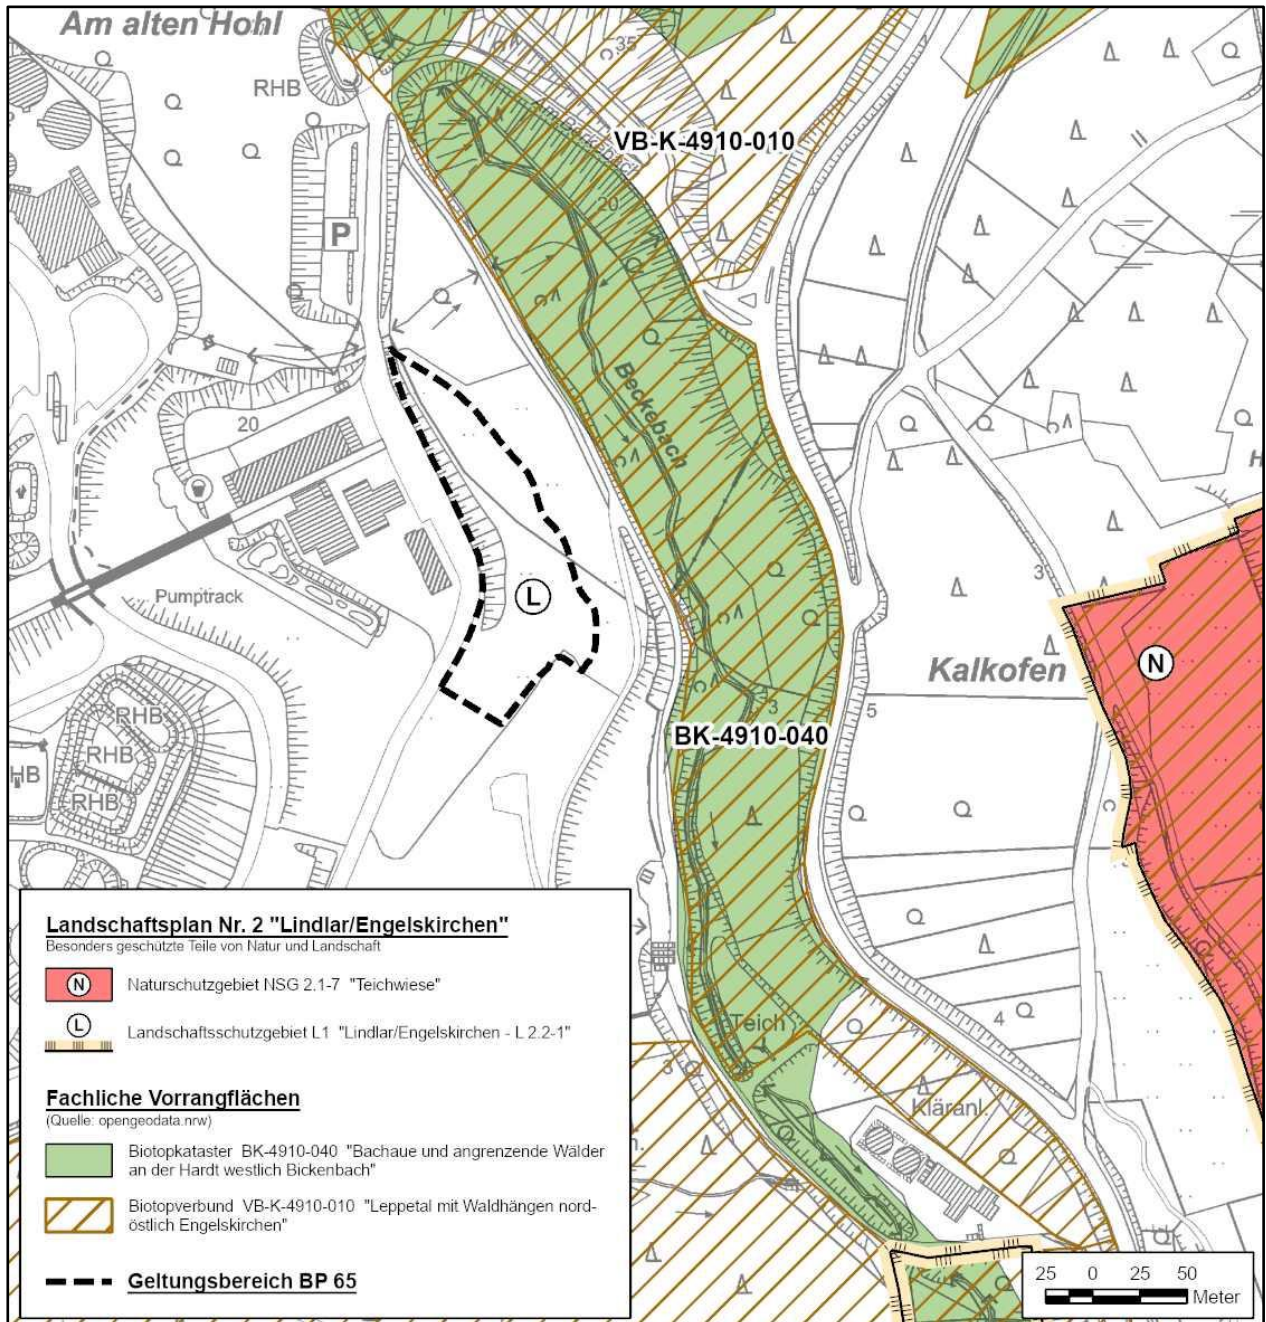 Am alten Hohl
RHB
35
VB-K-4910-010
20
P
Beckebach
20
L
Pumptrack
3
N
Kalkofen
RHB
RHB
RHB
HB
3
5
BK-4910-040
4
Teich
3
Kläranl.
Landschaftsplan Nr. 2 "Lindlar/Engelskirchen"
Besonders geschützte Teile von Natur und Landschaft
N Naturschutzgebiet NSG 2.1-7 "Teichwiese"
L Landschaftsschutzgebiet L1 "Lindlar/Engelskirchen - L 2.2-1"
Fachliche Vorrangflächen
(Quelle: opengeodata.nrw)
Biotopkataster BK-4910-040 "Bachaue und angrenzende Wälder
an der Hardt westlich Bickenbach"
Biotopverbund VB-K-4910-010 "Leppetal mit Waldhängen nord-
östlich Engelskirchen"
Geltungsbereich BP 65
25 0 25 50
Meter